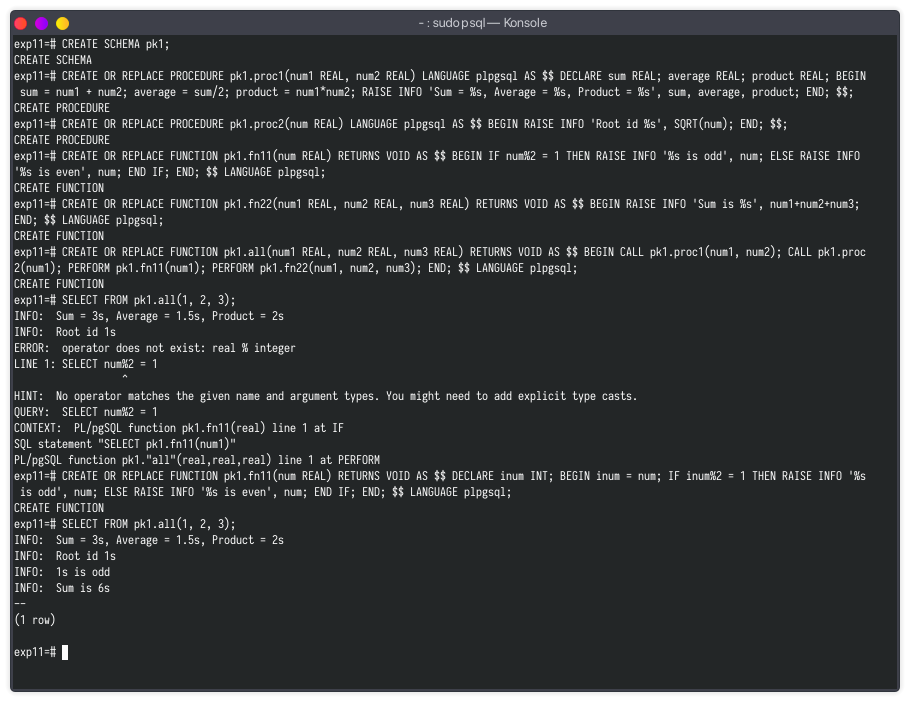 ~ : sudo psql — Konsole
exp11=# CREATE SCHEMA pk1;
CREATE SCHEMA
exp11=# CREATE OR REPLACE PROCEDURE pk1.proc1(num1 REAL, num2 REAL) LANGUAGE plpgsql AS $$ DECLARE sum REAL; average REAL; product REAL; BEGIN
 sum = num1 + num2; average = sum/2; product = num1*num2; RAISE INFO 'Sum = %s, Average = %s, Product = %s', sum, average, product; END; $$;
CREATE PROCEDURE
exp11=# CREATE OR REPLACE PROCEDURE pk1.proc2(num REAL) LANGUAGE plpgsql AS $$ BEGIN RAISE INFO 'Root id %s', SQRT(num); END; $$;
CREATE PROCEDURE
exp11=# CREATE OR REPLACE FUNCTION pk1.fn11(num REAL) RETURNS VOID AS $$ BEGIN IF num%2 = 1 THEN RAISE INFO '%s is odd', num; ELSE RAISE INFO
'%s is even', num; END IF; END; $$ LANGUAGE plpgsql;
CREATE FUNCTION
exp11=# CREATE OR REPLACE FUNCTION pk1.fn22(num1 REAL, num2 REAL, num3 REAL) RETURNS VOID AS $$ BEGIN RAISE INFO 'Sum is %s', num1+num2+num3;
END; $$ LANGUAGE plpgsql;
CREATE FUNCTION
exp11=# CREATE OR REPLACE FUNCTION pk1.all(num1 REAL, num2 REAL, num3 REAL) RETURNS VOID AS $$ BEGIN CALL pk1.proc1(num1, num2); CALL pk1.proc
2(num1); PERFORM pk1.fn11(num1); PERFORM pk1.fn22(num1, num2, num3); END; $$ LANGUAGE plpgsql;
CREATE FUNCTION
exp11=# SELECT FROM pk1.all(1, 2, 3);
INFO:  Sum = 3s, Average = 1.5s, Product = 2s
INFO:  Root id 1s
ERROR:  operator does not exist: real % integer
LINE 1: SELECT num%2 = 1
                  ^
HINT:  No operator matches the given name and argument types. You might need to add explicit type casts.
QUERY:  SELECT num%2 = 1
CONTEXT:  PL/pgSQL function pk1.fn11(real) line 1 at IF
SQL statement "SELECT pk1.fn11(num1)"
PL/pgSQL function pk1."all"(real,real,real) line 1 at PERFORM
exp11=# CREATE OR REPLACE FUNCTION pk1.fn11(num REAL) RETURNS VOID AS $$ DECLARE inum INT; BEGIN inum = num; IF inum%2 = 1 THEN RAISE INFO '%s
 is odd', num; ELSE RAISE INFO '%s is even', num; END IF; END; $$ LANGUAGE plpgsql;
CREATE FUNCTION
exp11=# SELECT FROM pk1.all(1, 2, 3);
INFO:  Sum = 3s, Average = 1.5s, Product = 2s
INFO:  Root id 1s
INFO:  1s is odd
INFO:  Sum is 6s
--
(1 row)
exp11=#